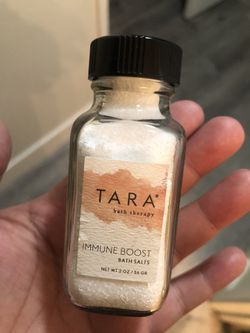 TARA®
bath therapy
IMMUNE BOOST
BATH SALTS
NET WT 2 OZ / 56 GR